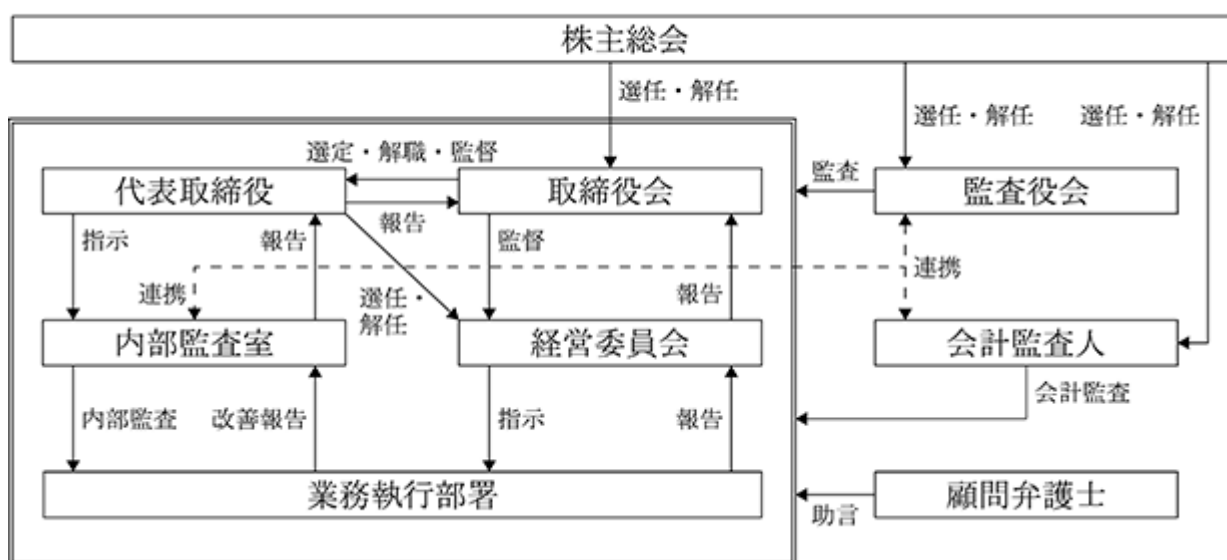 株主総会
選任・解任
選任・解任
選任・解任
選定・解職・監督
代表取締役
取締役会
監査
監査役会
報告
指示
報告
監督
連携
選任・
解任
報告
連携
内部監査室
経営委員会
会計監査人
内部監査
改善報告
指示
報告
会計監査
業務執行部署
助言
顧問弁護士